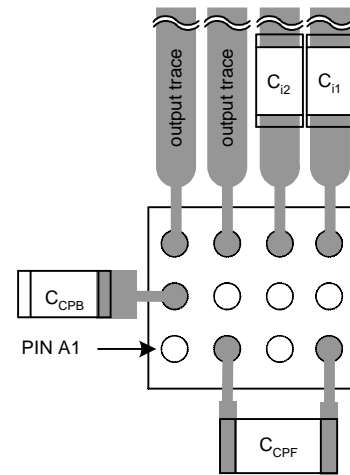 output trace
output trace
C_i2
C_i1
C_CPB
PIN A1
C_CPF